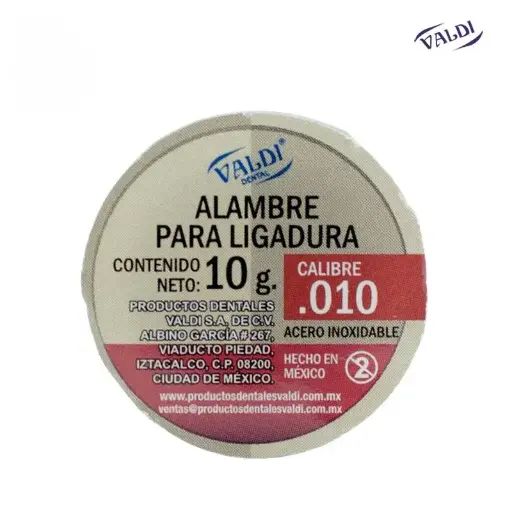 VALDI
VALDI®
DENTAL
ALAMBRE
PARA LIGADURA
CONTENIDO
NETO: 10 g.
CALIBRE
.010
PRODUCTOS DENTALES
VALDI S.A. DE C.V.
ALBINO GARCÍA # 267,
VIADUCTO PIEDAD,
IZTACALCO, C.P. 08200,
CIUDAD DE MÉXICO.
ACERO INOXIDABLE
HECHO EN
MÉXICO
2
www.productosdentalesvaldi.com.mx
ventas@productosdentalesvaldi.com.mx